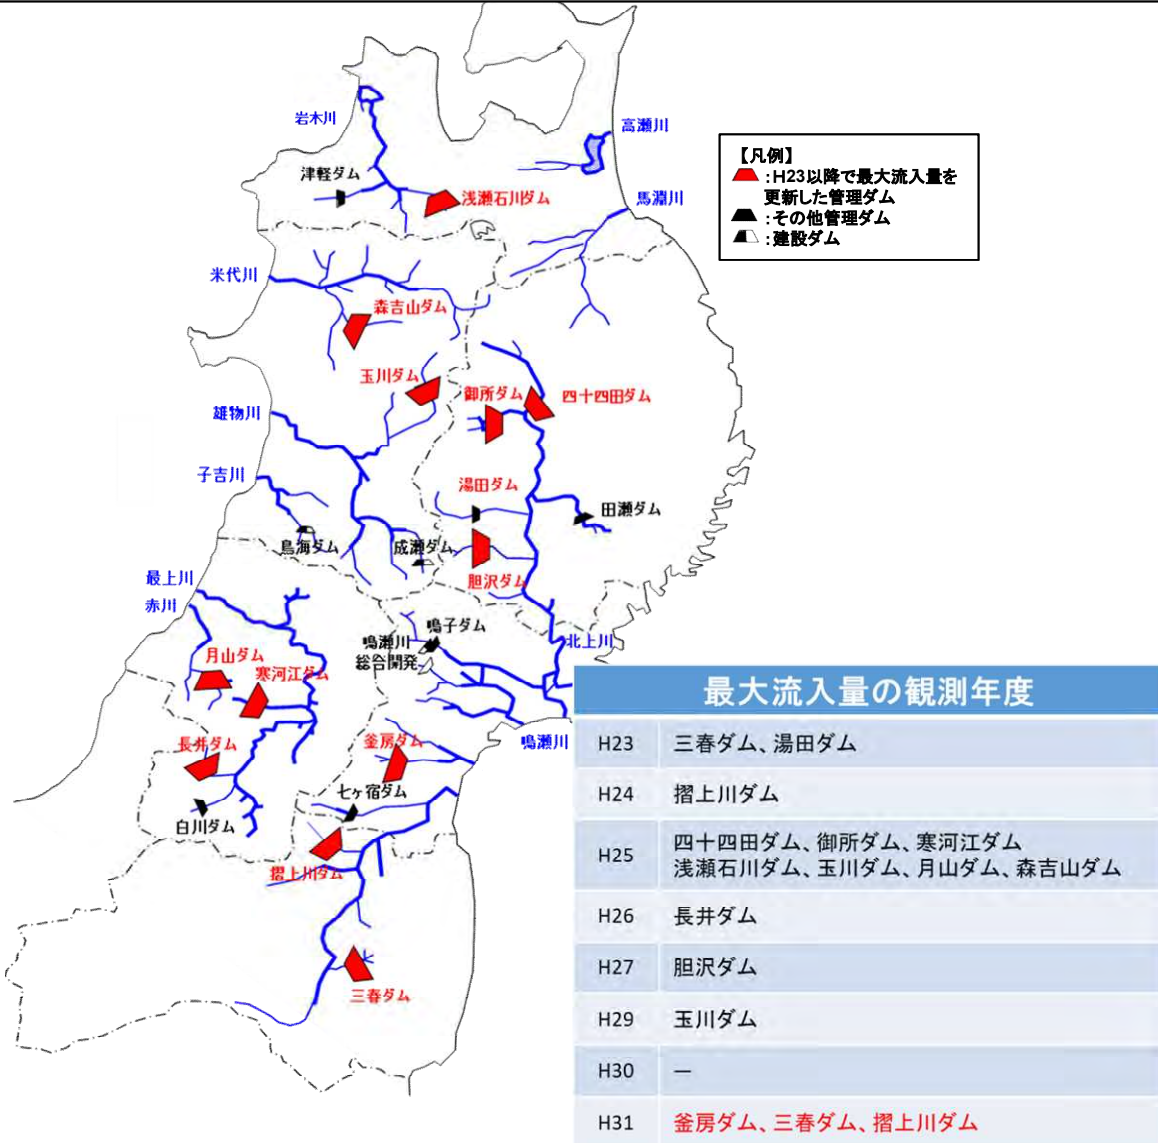 岩木川
高瀬川
【凡例】
:H23以降で最大流入量を
更新した管理ダム
:その他管理ダム
:建設ダム
津軽ダム
浅瀬石川ダム
馬淵川
米代川
森吉山ダム
玉川ダム
御所ダム
四十四田ダム
雄物川
子吉川
湯田ダム
田瀬ダム
鳥海ダム
成瀬ダム
胆沢ダム
最上川
赤川
鳴子ダム
鳴瀬川
総合開発
北上川
月山ダム
寒河江ダム
長井ダム
釜房ダム
鳴瀬川
七ヶ宿ダム
白川ダム
摺上川ダム
三春ダム
最大流入量の観測年度
H23 三春ダム、湯田ダム
H24 摺上川ダム
H25 四十四田ダム、御所ダム、寒河江ダム
浅瀬石川ダム、玉川ダム、月山ダム、森吉山ダム
H26 長井ダム
H27 胆沢ダム
H29 玉川ダム
H30 ―
H31 釜房ダム、三春ダム、摺上川ダム